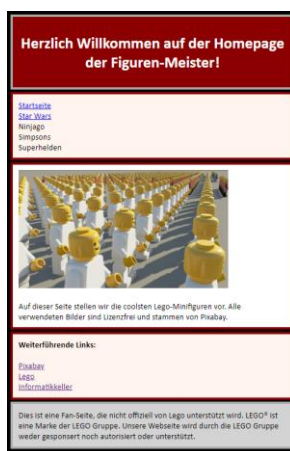 Herzlich Willkommen auf der Homepage
der Figuren-Meister!
Startseite
Star Wars
Ninjago
Simpsons
Superhelden
Auf dieser Seite stellen wir die coolsten Lego-Minifiguren vor. Alle
verwendeten Bilder sind Lizenzfrei und stammen von Pixabay.
Weiterführende Links:
Pixabay
Lego
Informatikkeller
Dies ist eine Fan-Seite, die nicht offiziell von Lego unterstützt wird. LEGO® ist
eine Marke der LEGO Gruppe. Unsere Webseite wird durch die LEGO Gruppe
weder gesponsert noch autorisiert oder unterstützt.